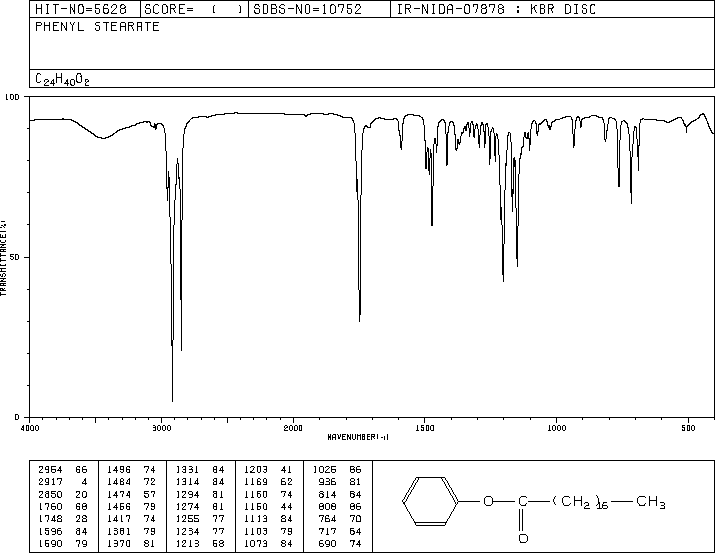 HIT-NO=5628 SCORE= ( ) SDBS-NO=10752 IR-NIDA-07878 : KBR DISC
PHENYL STEARATE
C24H40O2
100
50
0
TRANSMITTANCE(%)
4000 3000 2000 1500 1000 500
WAVENUMBER(-1)
2954 66 1496 74 1331 84 1203 41 1026 86
2917 4 1484 72 1314 84 1169 62 936 81
2850 20 1474 57 1294 81 1160 74 814 84
1760 68 1456 79 1274 81 1150 44 808 86
1748 28 1417 74 1255 77 1113 84 764 70
1596 84 1381 79 1234 77 1103 79 717 64
1590 79 1370 81 1213 68 1073 84 690 74
O C (CH2)16 CH3
O